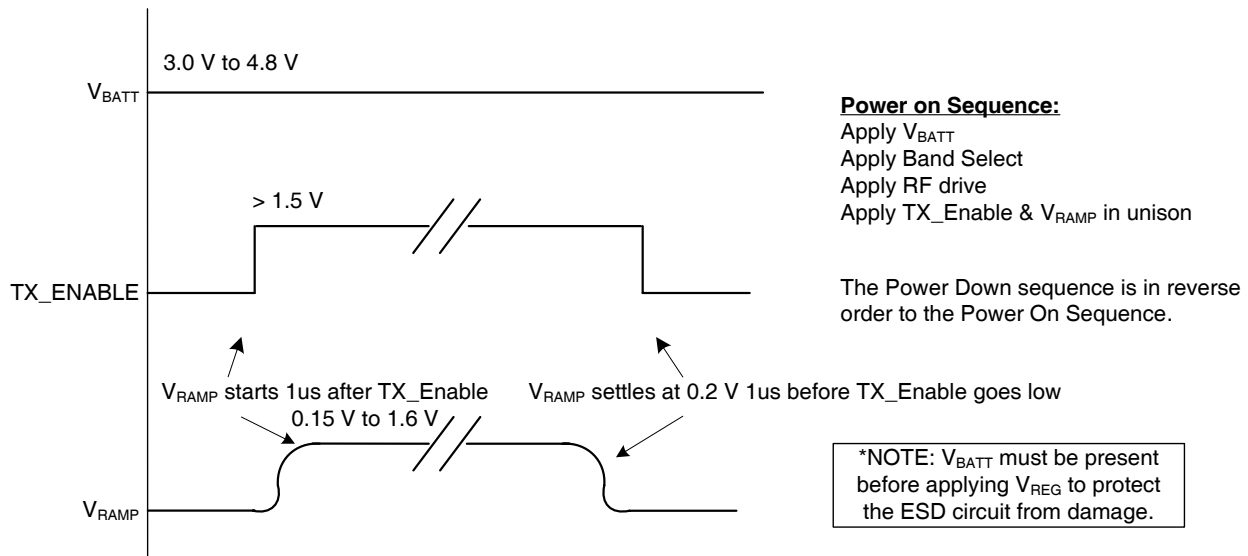 3.0 V to 4.8 V
VBATT
> 1.5 V
TX_ENABLE
VRAMP starts 1us after TX_Enable
0.15 V to 1.6 V
VRAMP settles at 0.2 V 1us before TX_Enable goes low
VRAMP
Power on Sequence:
Apply VBATT
Apply Band Select
Apply RF drive
Apply TX_Enable & VRAMP in unison
The Power Down sequence is in reverse
order to the Power On Sequence.
*NOTE: VBATT must be present
before applying VREG to protect
the ESD circuit from damage.